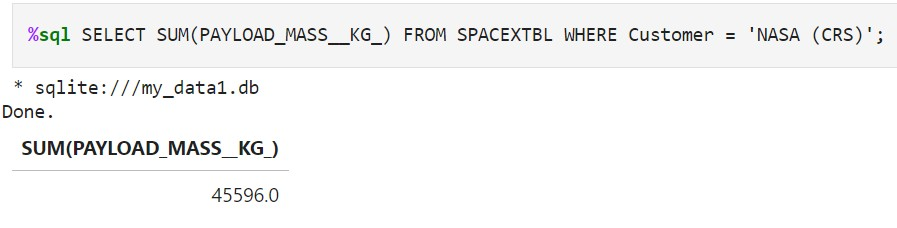 %sql SELECT SUM(PAYLOAD_MASS__KG_) FROM SPACEXTBL WHERE Customer = 'NASA (CRS)';
* sqlite:///my_data1.db
Done.
SUM(PAYLOAD_MASS__KG_)
45596.0